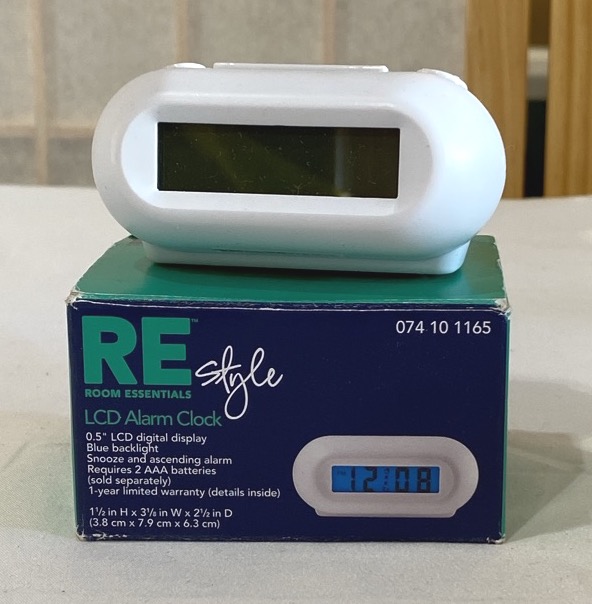 074 10 1165
RE™ Style
ROOM ESSENTIALS
LCD Alarm Clock
0.5" LCD digital display
Blue backlight
Snooze and ascending alarm
Requires 2 AAA batteries
(sold separately)
1-year limited warranty (details inside)
1½ in H x 3⅛ in W x 2½ in D
(3.8 cm x 7.9 cm x 6.3 cm)
12:08